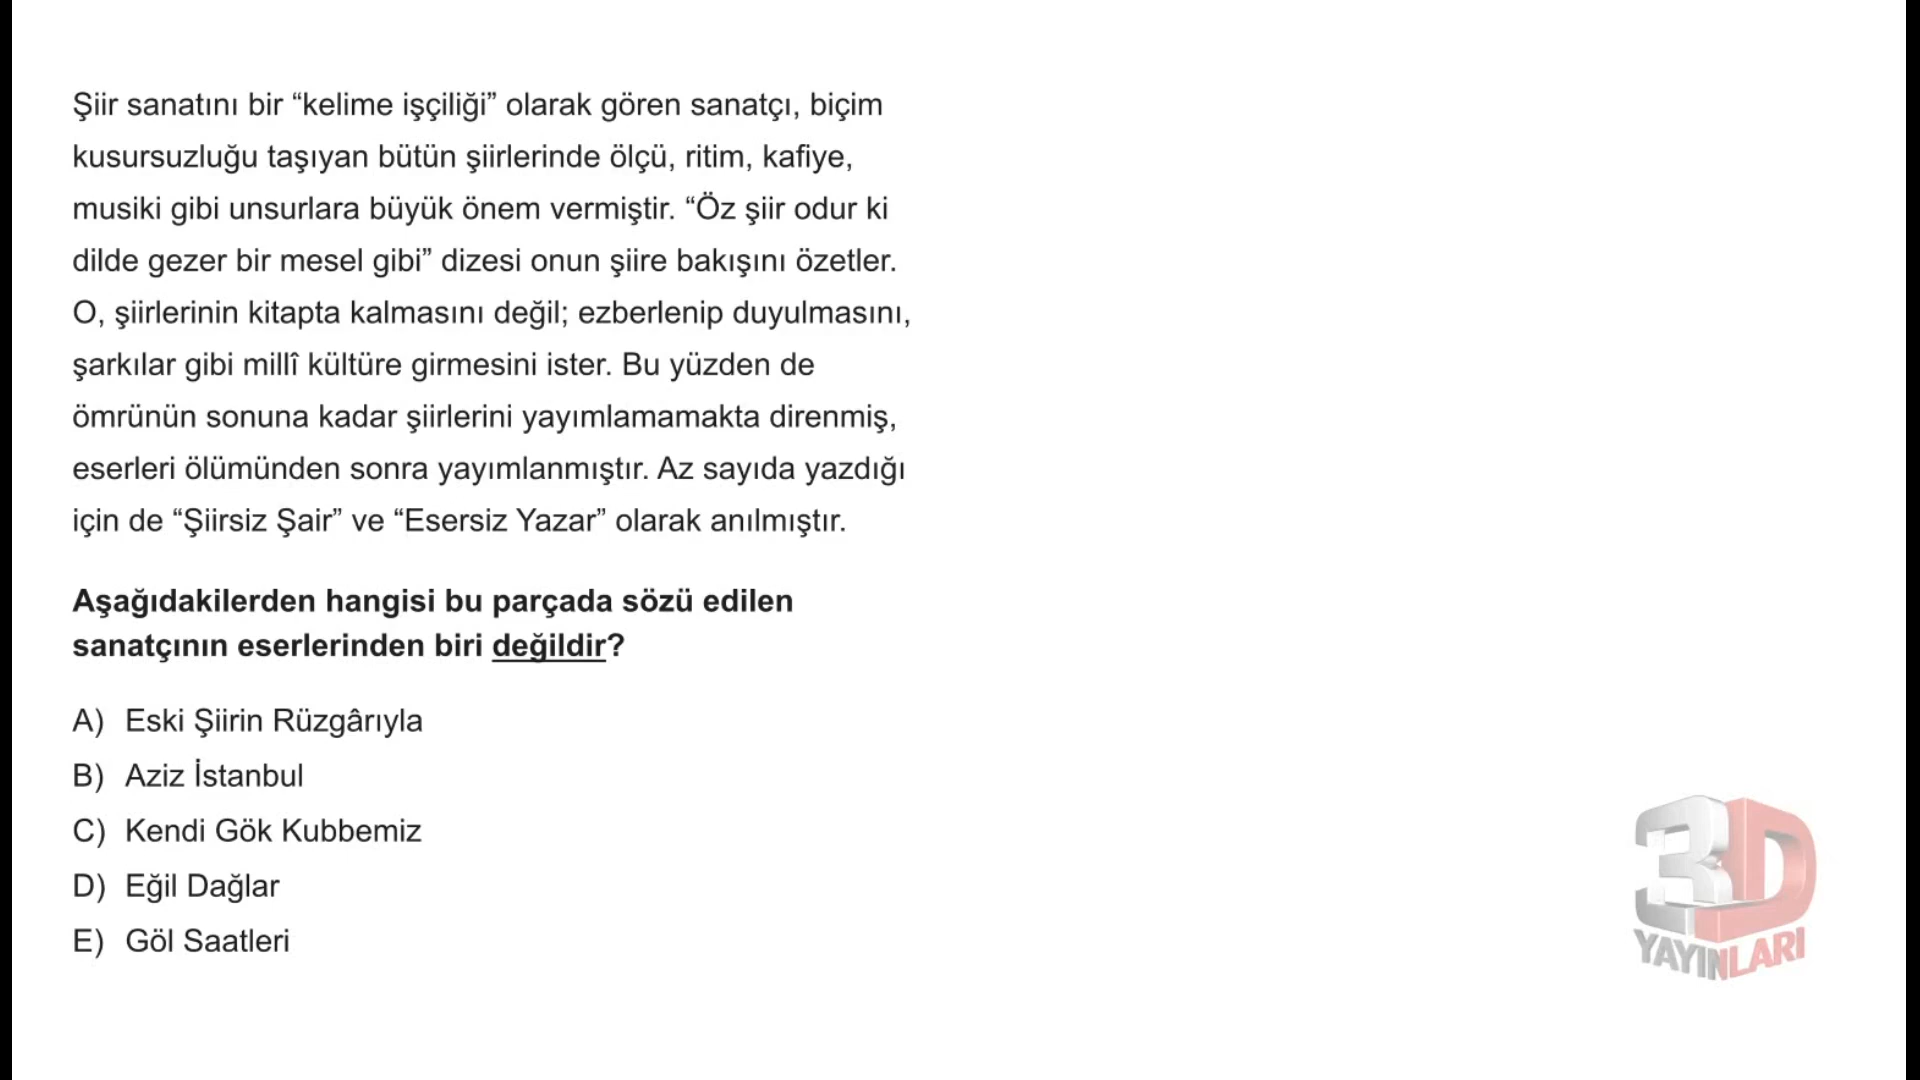 Şiir sanatını bir “kelime işçiliği” olarak gören sanatçı, biçim
kusursuzluğu taşıyan bütün şiirlerinde ölçü, ritim, kafiye,
musiki gibi unsurlara büyük önem vermiştir. “Öz şiir odur ki
dilde gezer bir mesel gibi” dizesi onun şiire bakışını özetler.
O, şiirlerinin kitapta kalmasını değil; ezberlenip duyulmasını,
şarkılar gibi millî kültüre girmesini ister. Bu yüzden de
ömrünün sonuna kadar şiirlerini yayımlamamakta direnmiş,
eserleri ölümünden sonra yayımlanmıştır. Az sayıda yazdığı
için de “Şiirsiz Şair” ve “Esersiz Yazar” olarak anılmıştır.
Aşağıdakilerden hangisi bu parçada sözü edilen
sanatçının eserlerinden biri değildir?
A) Eski Şiirin Rüzgârıyla
B) Aziz İstanbul
C) Kendi Gök Kubbemiz
D) Eğil Dağlar
E) Göl Saatleri
3D
YAYINLARI